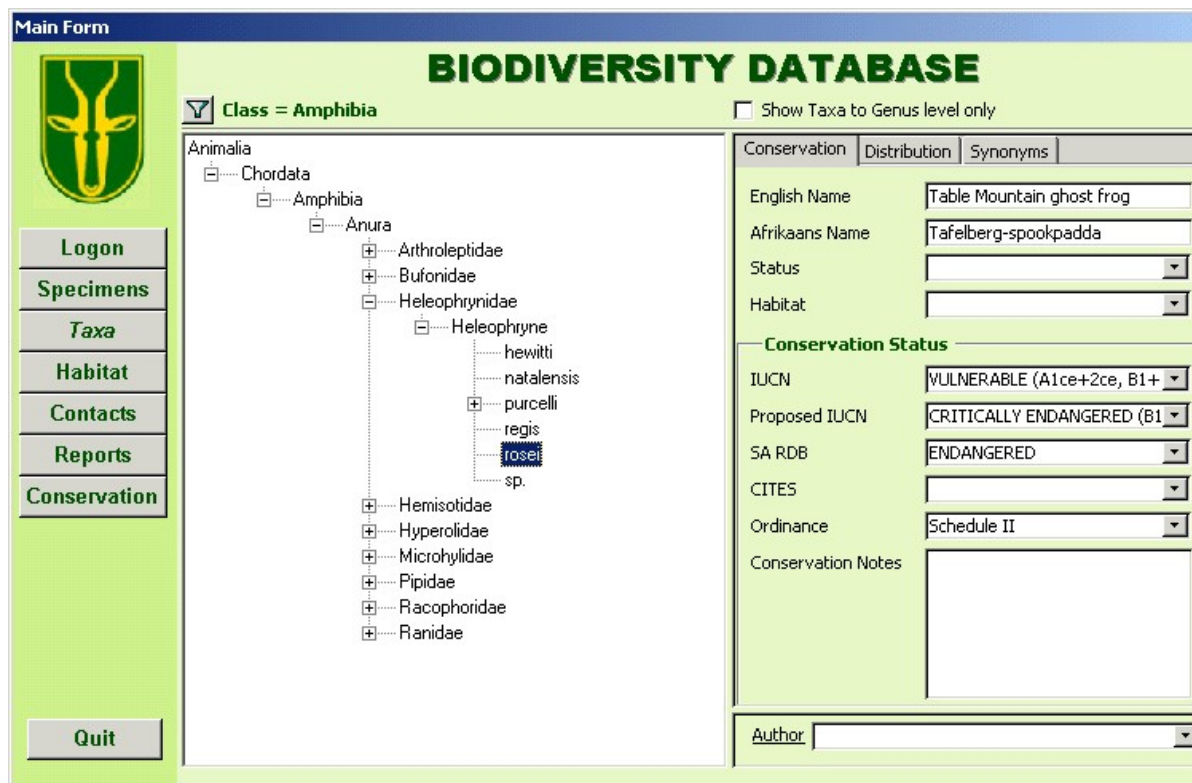 Main Form
BIODIVERSITY DATABASE
Class = Amphibia
Show Taxa to Genus level only
Logon
Specimens
Taxa
Habitat
Contacts
Reports
Conservation
Quit
Animalia
Chordata
Amphibia
Anura
Arthroleptidae
Bufonidae
Heleophrynidae
Heleophryne
hewitti
natalensis
purcelli
regis
rosei
sp.
Hemisotidae
Hyperolidae
Microhylidae
Pipidae
Racophoridae
Ranidae
Conservation Distribution Synonyms
English Name Table Mountain ghost frog
Afrikaans Name Tafelberg-spookpadda
Status
Habitat
Conservation Status
IUCN VULNERABLE (A1ce+2ce, B1+
Proposed IUCN CRITICALLY ENDANGERED (B1
SA RDB ENDANGERED
CITES
Ordinance Schedule II
Conservation Notes
Author